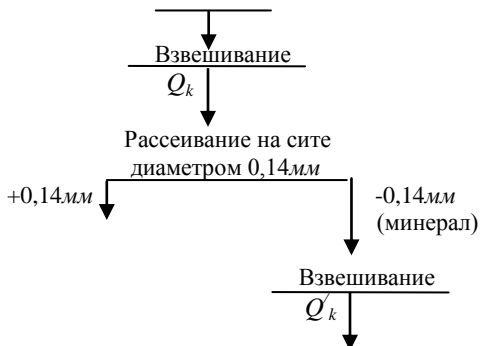 Взвешивание
Qk
Рассеивание на сите
диаметром 0,14мм
+0,14мм
-0,14мм
(минерал)
Взвешивание
Q′k